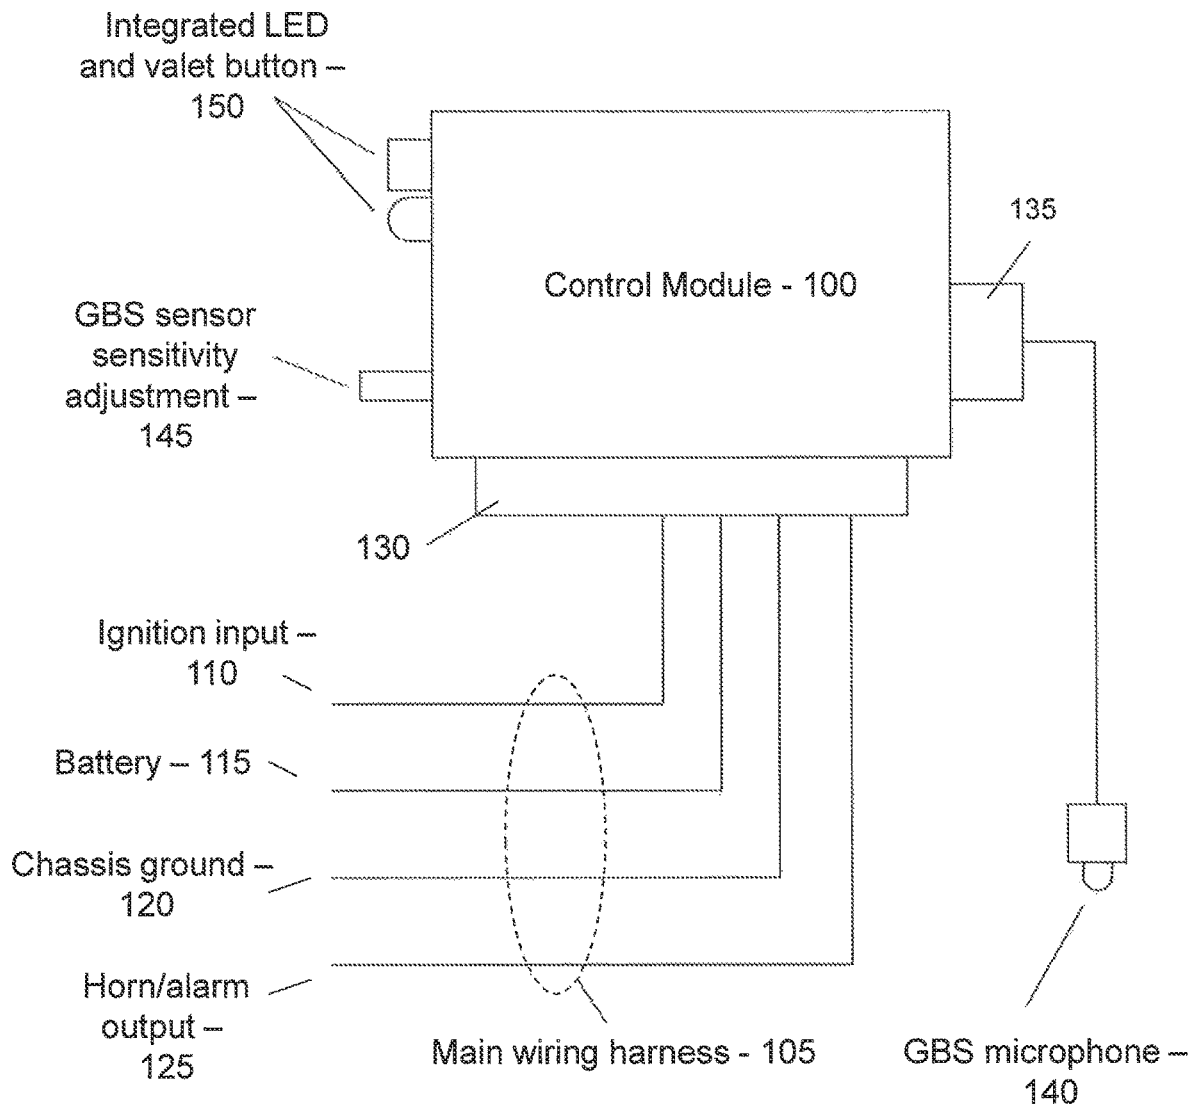 Integrated LED
and valet button –
150
135
Control Module - 100
GBS sensor
sensitivity
adjustment –
145
130
Ignition input –
110
Battery – 115
Chassis ground –
120
Horn/alarm
output –
125
Main wiring harness - 105
GBS microphone –
140